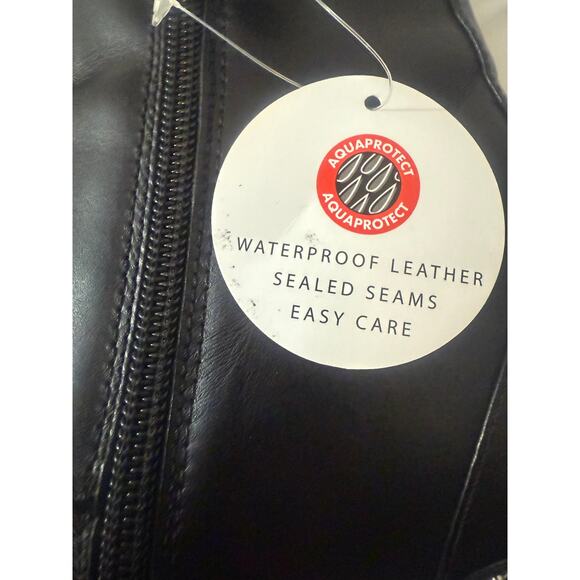 AQUAPROTECT
AQUAPROTECT
WATERPROOF LEATHER
SEALED SEAMS
EASY CARE